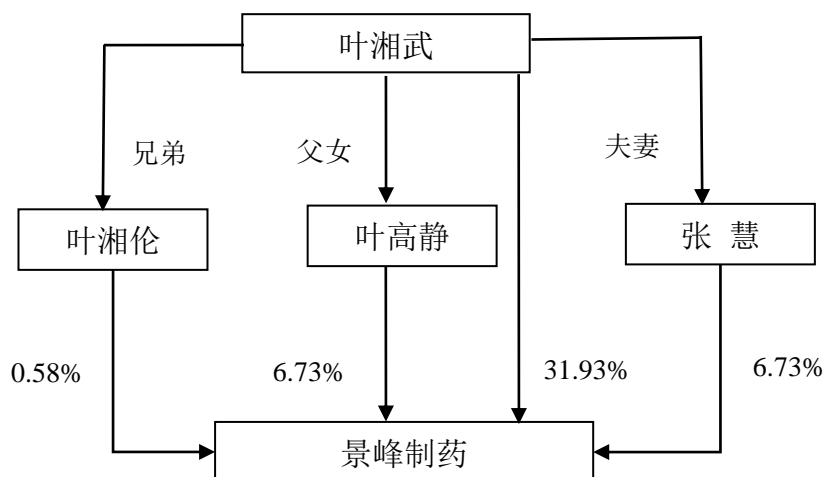 叶湘武
兄弟
父女
夫妻
叶湘伦
叶高静
张 慧
0.58%
6.73%
31.93%
6.73%
景峰制药